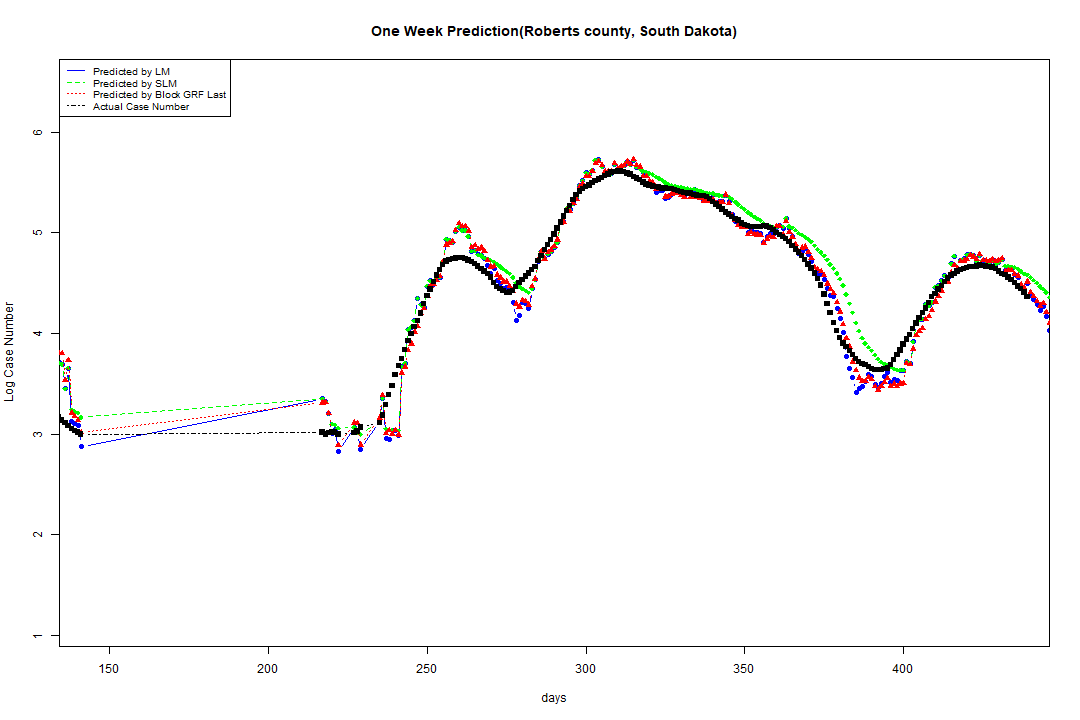 One Week Prediction(Roberts county, South Dakota)
Predicted by LM
Predicted by SLM
Predicted by Block GRF Last
Actual Case Number
6
5
4
3
2
1
Log Case Number
150 200 250 300 350 400
days